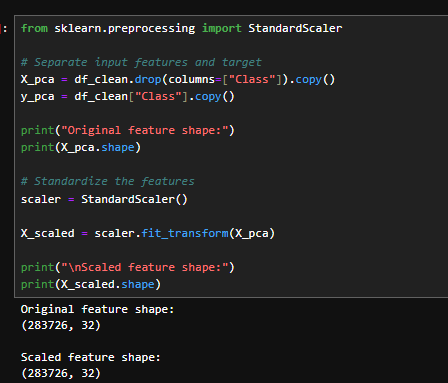 :
from sklearn.preprocessing import StandardScaler
# Separate input features and target
X_pca = df_clean.drop(columns=["Class"]).copy()
y_pca = df_clean["Class"].copy()
print("Original feature shape:")
print(X_pca.shape)
# Standardize the features
scaler = StandardScaler()
X_scaled = scaler.fit_transform(X_pca)
print("\nScaled feature shape:")
print(X_scaled.shape)
Original feature shape:
(283726, 32)
Scaled feature shape:
(283726, 32)